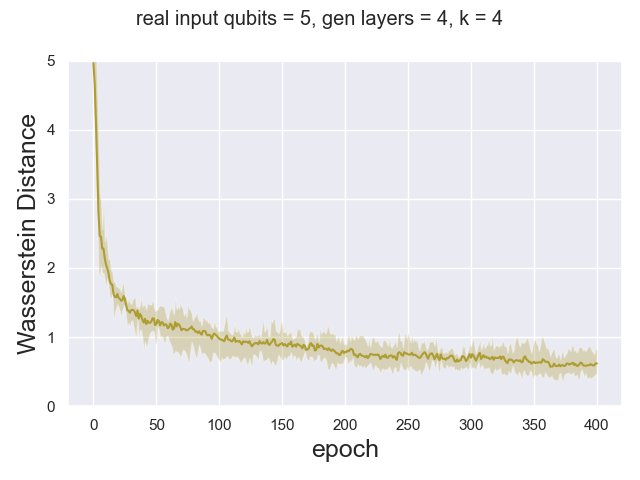 real input qubits = 5, gen layers = 4, k = 4
5
4
3
2
1
0
Wasserstein Distance
0 50 100 150 200 250 300 350 400
epoch